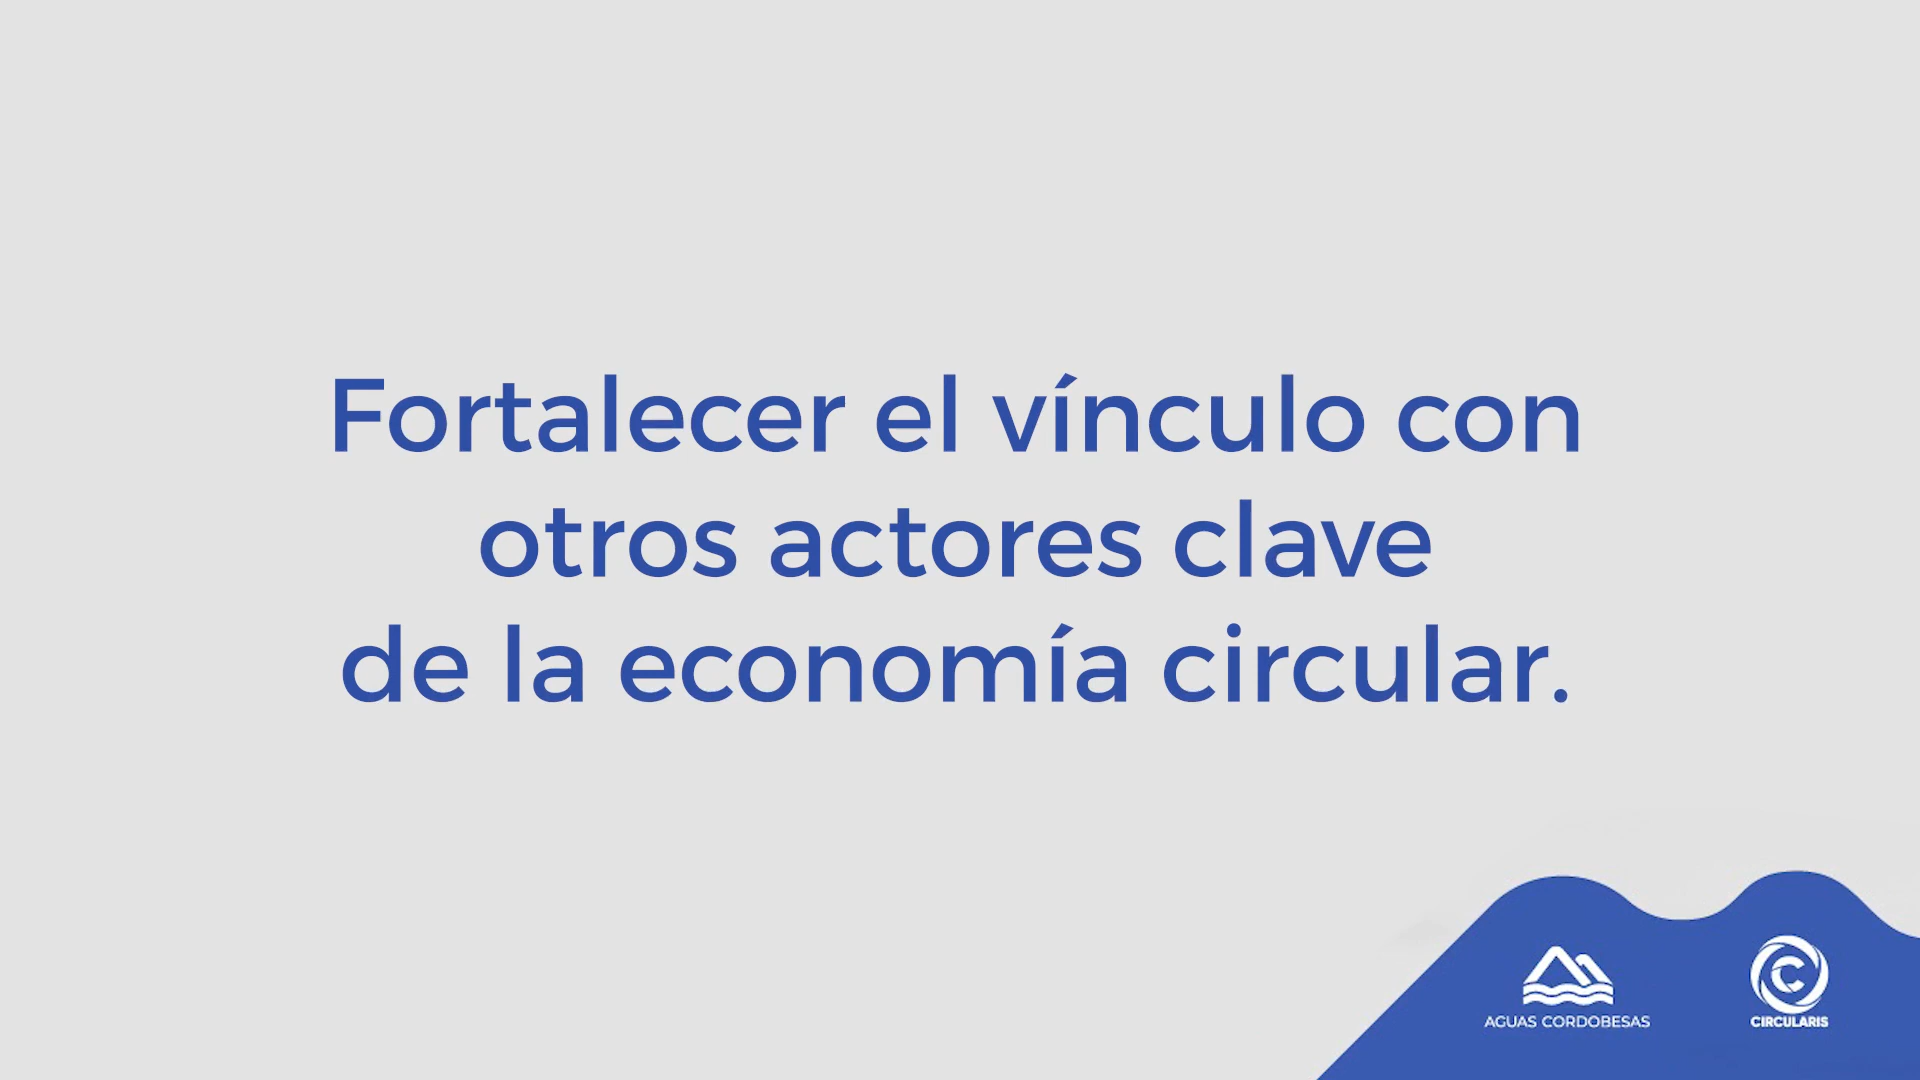 Fortalecer el vínculo con
otros actores clave
de la economía circular.
AGUAS CORDOBESAS
C
CIRCULARIS